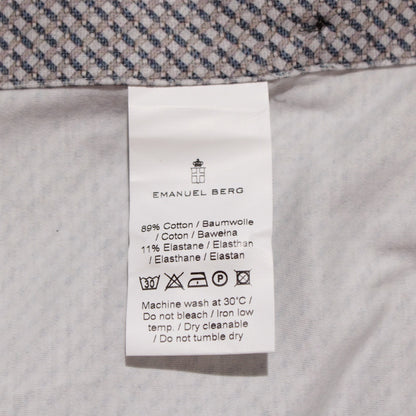 EMANUEL BERG
89% Cotton / Baumwolle
/ Coton / Bawełna
11% Elastane / Elasthan
/ Elasthane / Elastan
30 P
Machine wash at 30°C /
Do not bleach / Iron low
temp. / Dry cleanable
/ Do not tumble dry